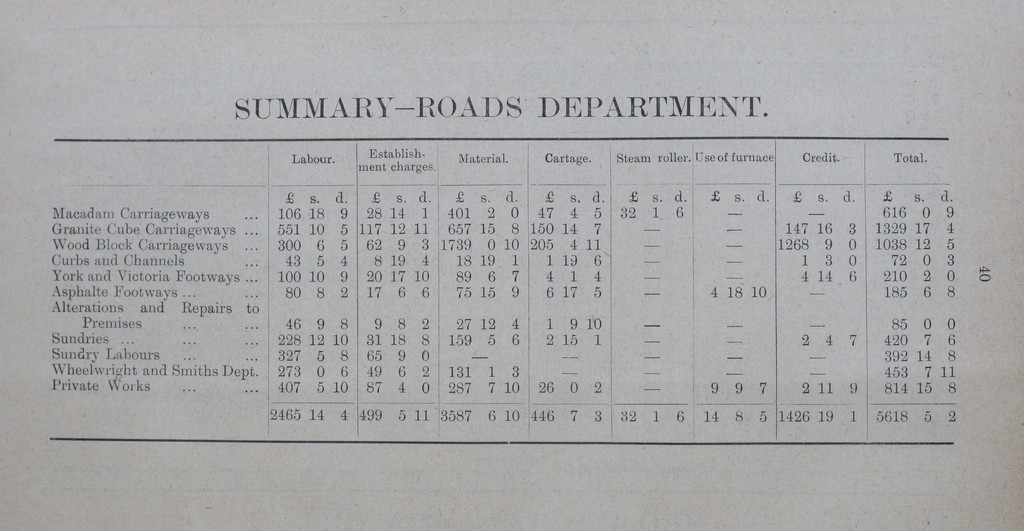 SUMMARY—ROADS DEPARTMENT.
Labour. Establish- ment charges. Material. Cartage. Steam roller. Use of furnace Credit. Total.
£ s. d. £ s. d. £ s. d. £ s. d. £ s. d. £ s. d. £ s. d. £ s. d.
Macadam Carriageways ... 106 18 9 28 14 1 401 2 0 47 4 5 32 1 6 — — 616 0 9
Granite Cube Carriageways ... 551 10 5 117 12 11 657 15 8 150 14 7 — — 147 16 3 1329 17 4
Wood Block Carriageways ... 300 6 5 62 9 3 1739 0 10 205 4 11 — — 1268 9 0 1038 12 5
Curbs and Channels ... 43 5 4 8 19 4 18 19 1 1 19 6 — — 1 3 0 72 0 3
York and Victoria Footways ... 100 10 9 20 17 10 89 6 7 4 1 4 — — 4 14 6 210 2 0
Asphalte Footways ... ... 80 8 2 17 6 6 75 15 9 6 17 5 — 4 18 10 — 185 6 8
Alterations and Repairs to
Premises ... ... 46 9 8 9 8 2 27 12 4 1 9 10 — — — 85 0 0
Sundries ... ... ... 228 12 10 31 18 8 159 5 6 2 15 1 — — 2 4 7 420 7 6
Sundry Labours ... ... 327 5 8 65 9 0 — — — — — 392 14 8
Wheelwright and Smiths Dept. 273 0 6 49 6 2 131 1 3 — — — — 453 7 11
Private Works ... ... 407 5 10 87 4 0 287 7 10 26 0 2 — 9 9 7 2 11 9 814 15 8
2465 14 4 499 5 11 3587 6 10 446 7 3 32 1 6 14 8 5 1426 19 1 5618 5 2
40